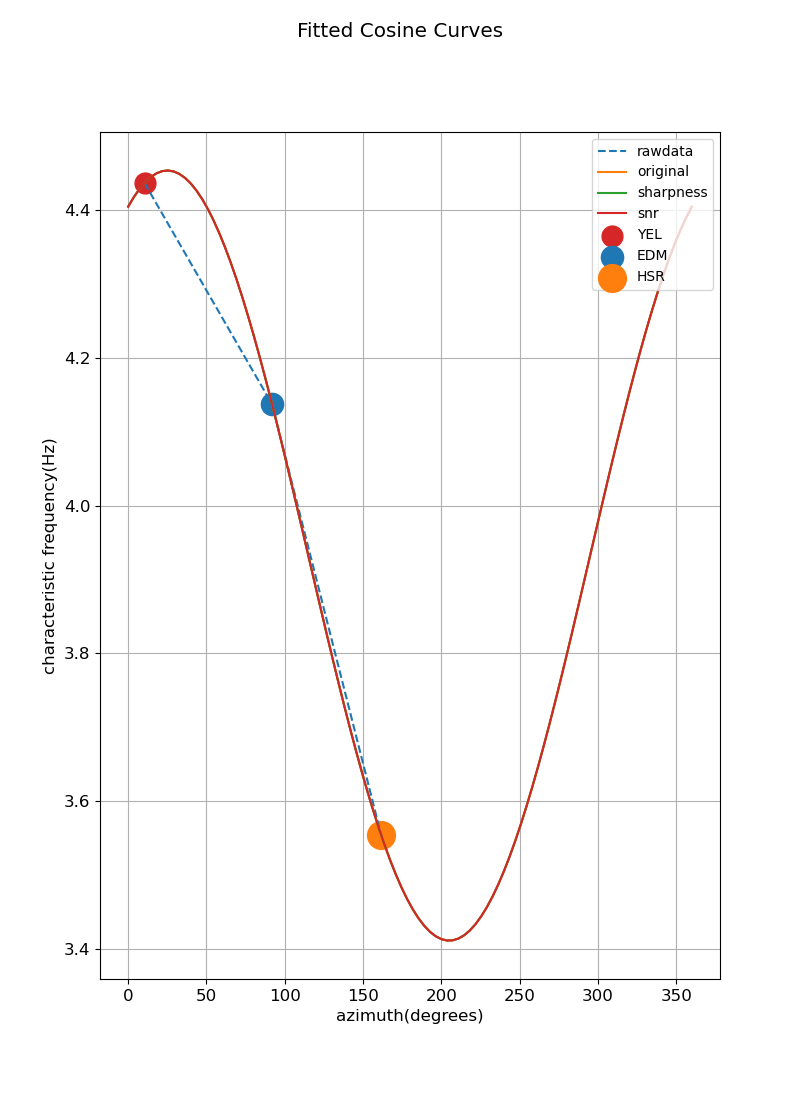 Fitted Cosine Curves
rawdata
original
sharpness
snr
YEL
EDM
HSR
4.4
4.2
4.0
3.8
3.6
3.4
characteristic frequency(Hz)
0 50 100 150 200 250 300 350
azimuth(degrees)